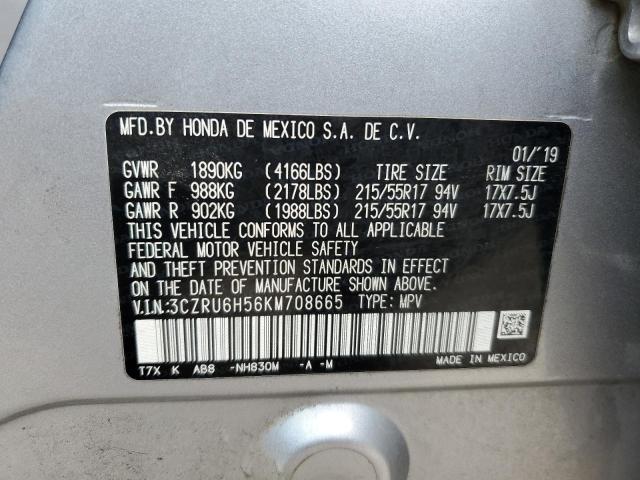 MFD.BY HONDA DE MEXICO S.A. DE C.V.
01/'19
GVWR 1890KG (4166LBS) TIRE SIZE RIM SIZE
GAWR F 988KG (2178LBS) 215/55R17 94V 17X7.5J
GAWR R 902KG (1988LBS) 215/55R17 94V 17X7.5J
THIS VEHICLE CONFORMS TO ALL APPLICABLE
FEDERAL MOTOR VEHICLE SAFETY
AND THEFT PREVENTION STANDARDS IN EFFECT
ON THE DATE OF MANUFACTURE SHOWN ABOVE.
V.I.N:3CZRU6H56KM708665 TYPE: MPV
T7X K AB8 -NH830M -A -M
MADE IN MEXICO